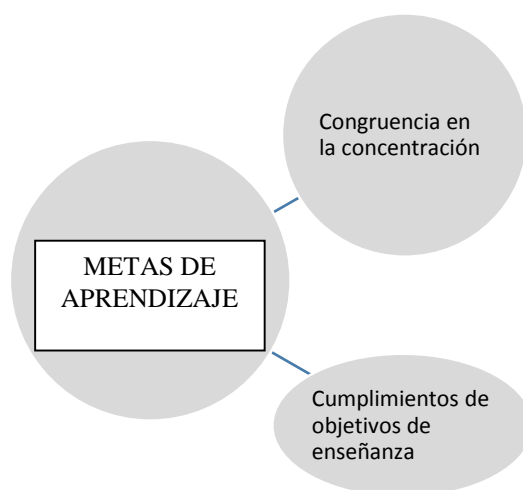 Congruencia en
la concentración
METAS DE
APRENDIZAJE
Cumplimientos de
objetivos de
enseñanza